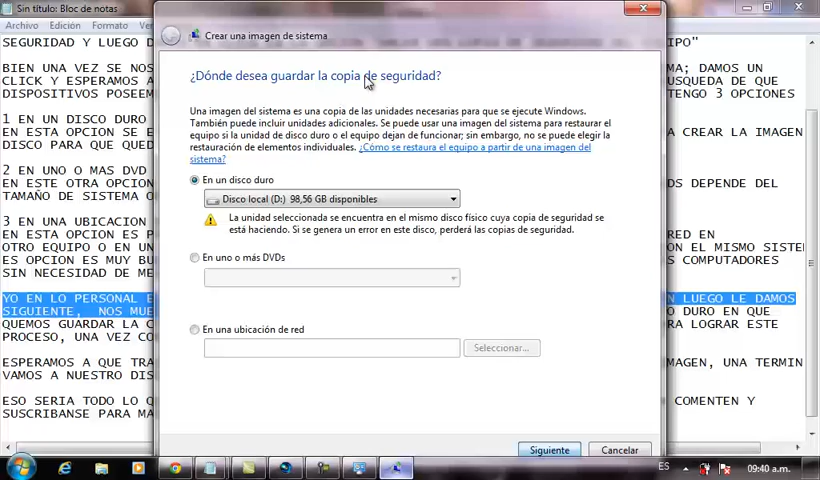 Sin título: Bloc de notas
Archivo Edición Formato
Crear una imagen de sistema
SEGURIDAD Y LUEGO D
IPO"
¿Dónde desea guardar la copia de seguridad?
BIEN UNA VEZ SE NOS
MA; DAMOS UN
CLICK Y ESPERAMOS A
USQUEDA DE QUE
DISPOSITIVOS POSEEM
TENGO 3 OPCIONES
Una imagen del sistema es una copia de las unidades necesarias para que se ejecute Windows.
También puede incluir unidades adicionales. Se puede usar una imagen del sistema para restaurar el
equipo si la unidad de disco duro o el equipo dejan de funcionar; sin embargo, no se puede elegir la
restauración de elementos individuales. ¿Cómo se restaura el equipo a partir de una imagen del
sistema?
1 EN UN DISCO DURO
EN ESTA OPCION SE E
A CREAR LA IMAGEN
DISCO PARA QUE QUED
2 EN UNO O MAS DVD
EN ESTE OTRA OPCION
DS DEPENDE DEL
TAMAÑO DE SISTEMA O
En un disco duro
Disco local (D:) 98,56 GB disponibles
La unidad seleccionada se encuentra en el mismo disco físico cuya copia de seguridad se
está haciendo. Si se genera un error en este disco, perderá las copias de seguridad.
3 EN UNA UBICACION
EN ESTA OPCION ES P
RED EN
OTRO EQUIPO O EN UN
ON EL MISMO SISTEM
ES OPCION ES MUY BU
S COMPUTADORES
SIN NECESIDAD DE ME
En uno o más DVDs
YO EN LO PERSONAL E
N LUEGO LE DAMOS
SIGUIENTE, NOS MUE
O DURO EN QUE
QUEMOS GUARDAR LA C
RA LOGRAR ESTE
PROCESO, UNA VEZ CO
En una ubicación de red
Seleccionar...
ESPERAMOS A QUE TRA
MAGEN, UNA TERMIN
VAMOS A NUESTRO DIS
ESO SERIA TODO LO Q
COMENTEN Y
SUSCRIBANSE PARA MA
Siguiente
Cancelar
ES
09:40 a.m.